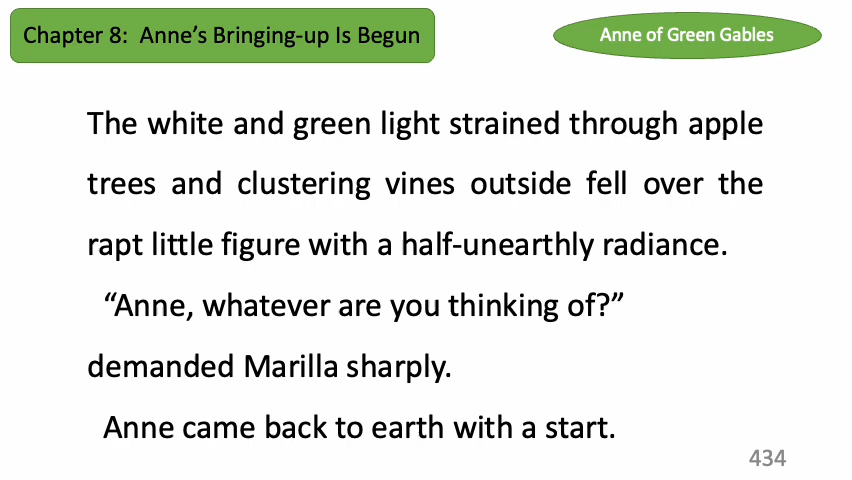 Chapter 8: Anne’s Bringing-up Is Begun
Anne of Green Gables
The white and green light strained through apple
trees and clustering vines outside fell over the
rapt little figure with a half-unearthly radiance.
“Anne, whatever are you thinking of?”
demanded Marilla sharply.
Anne came back to earth with a start.
434